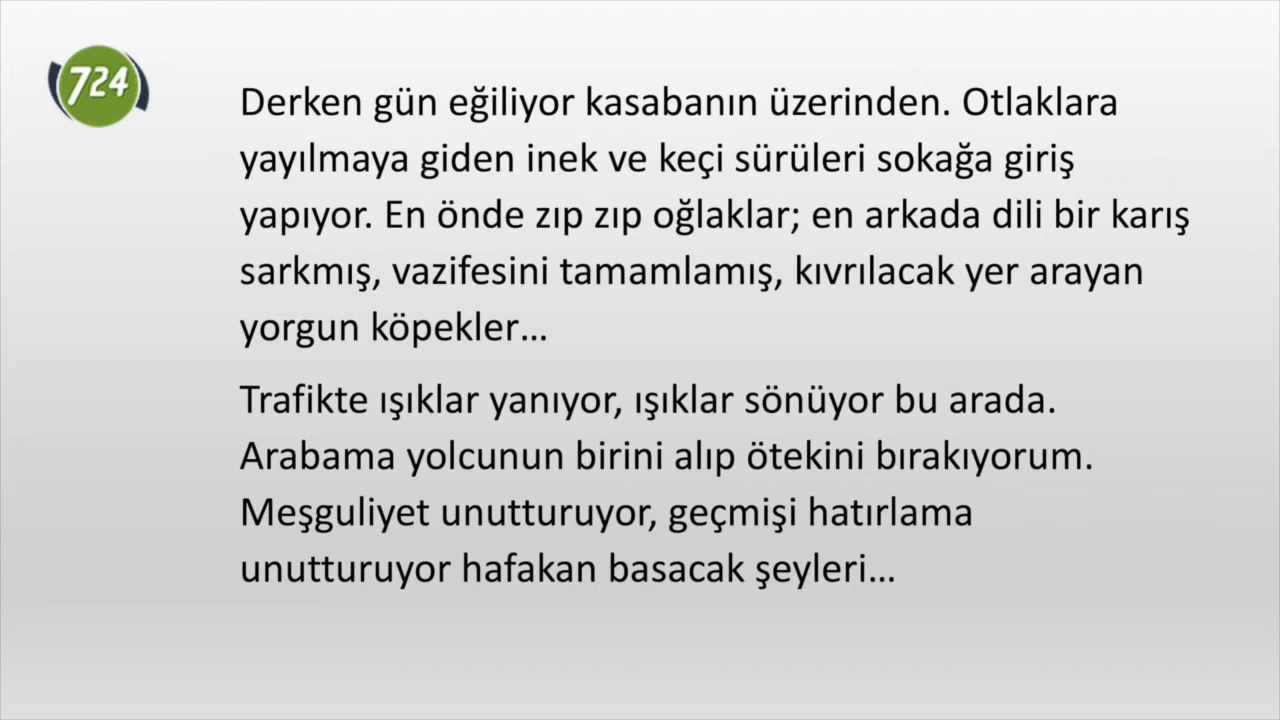 724
Derken gün eğiliyor kasabanın üzerinden. Otlaklara
yayılmaya giden inek ve keçi sürüleri sokağa giriş
yapıyor. En önde zıp zıp oğlaklar; en arkada dili bir karış
sarkmış, vazifesini tamamlamış, kıvrılacak yer arayan
yorgun köpekler…
Trafikte ışıklar yanıyor, ışıklar sönüyor bu arada.
Arabama yolcunun birini alıp ötekini bırakıyorum.
Meşguliyet unutturuyor, geçmişi hatırlama
unutturuyor hafakan basacak şeyleri…